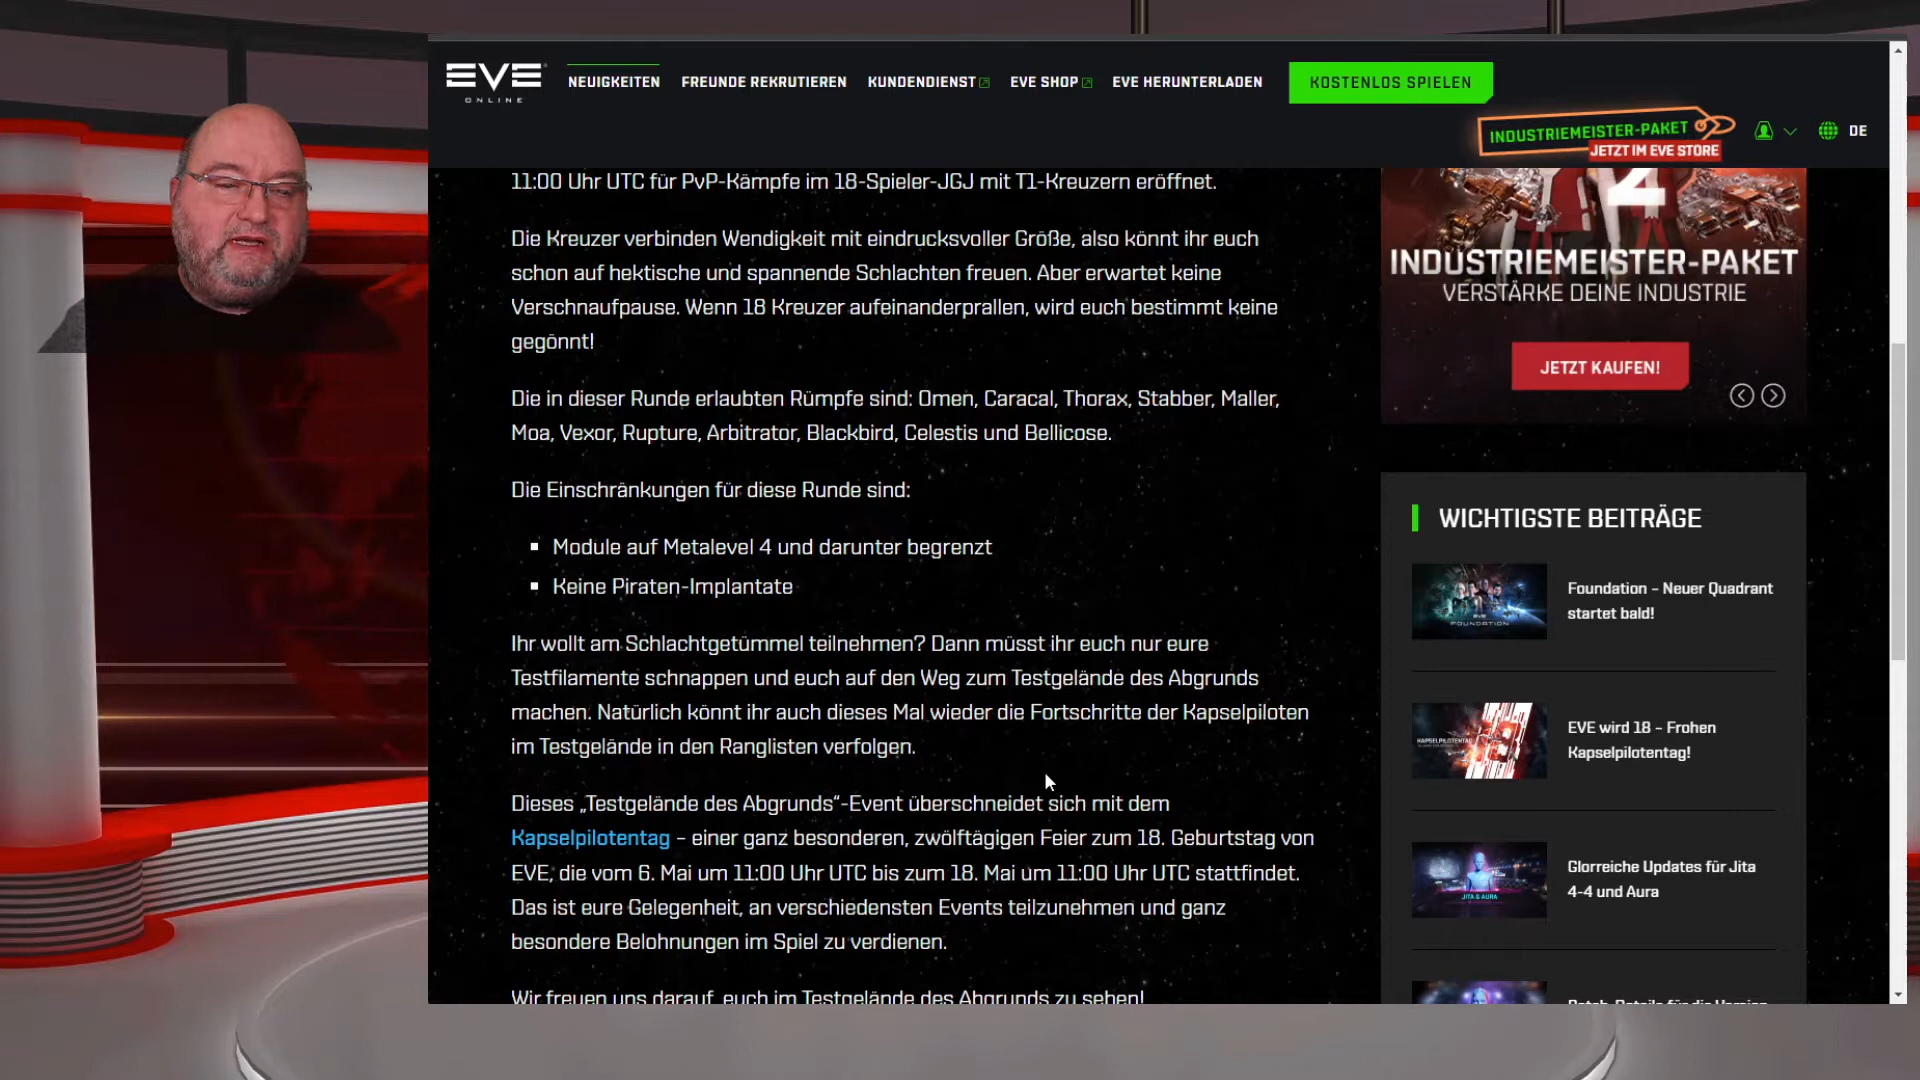 EVE
ONLINE
NEUIGKEITEN
FREUNDE REKRUTIEREN
KUNDENDIENST
EVE SHOP
EVE HERUNTERLADEN
KOSTENLOS SPIELEN
INDUSTRIEMEISTER-PAKET
JETZT IM EVE STORE
DE
11:00 Uhr UTC für PvP-Kämpfe im 18-Spieler-JGJ mit T1-Kreuzern eröffnet.
Die Kreuzer verbinden Wendigkeit mit eindrucksvoller Größe, also könnt ihr euch
schon auf hektische und spannende Schlachten freuen. Aber erwartet keine
Verschnaufpause. Wenn 18 Kreuzer aufeinanderprallen, wird euch bestimmt keine
gegönnt!
Die in dieser Runde erlaubten Rümpfe sind: Omen, Caracal, Thorax, Stabber, Maller,
Moa, Vexor, Rupture, Arbitrator, Blackbird, Celestis und Bellicose.
Die Einschränkungen für diese Runde sind:
Module auf Metalevel 4 und darunter begrenzt
Keine Piraten-Implantate
Ihr wollt am Schlachtgetümmel teilnehmen? Dann müsst ihr euch nur eure
Testfilamente schnappen und euch auf den Weg zum Testgelände des Abgrunds
machen. Natürlich könnt ihr auch dieses Mal wieder die Fortschritte der Kapselpiloten
im Testgelände in den Ranglisten verfolgen.
Dieses „Testgelände des Abgrunds“-Event überschneidet sich mit dem
Kapselpilotentag – einer ganz besonderen, zwölftägigen Feier zum 18. Geburtstag von
EVE, die vom 6. Mai um 11:00 Uhr UTC bis zum 18. Mai um 11:00 Uhr UTC stattfindet.
Das ist eure Gelegenheit, an verschiedensten Events teilzunehmen und ganz
besondere Belohnungen im Spiel zu verdienen.
Wir freuen uns darauf, euch im Testgelände des Abgrunds zu sehen!
2
INDUSTRIEMEISTER-PAKET
VERSTÄRKE DEINE INDUSTRIE
JETZT KAUFEN!
WICHTIGSTE BEITRÄGE
EVE
FOUNDATION
Foundation – Neuer Quadrant
startet bald!
KAPSELPILOTENTAG
EVE wird 18 – Frohen
Kapselpilotentag!
JITA & AURA
Glorreiche Updates für Jita
4-4 und Aura
Patch-Details für die Version